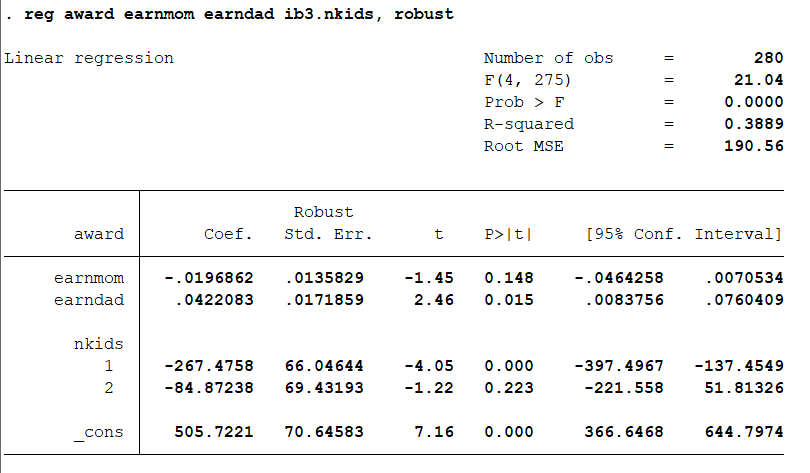 . reg award earnmom earndad ib3.nkids, robust
Linear regression Number of obs = 280
F(4, 275) = 21.04
Prob > F = 0.0000
R-squared = 0.3889
Root MSE = 190.56
Robust
award Coef. Std. Err. t P>|t| [95% Conf. Interval]
earnmom -.0196862 .0135829 -1.45 0.148 -.0464258 .0070534
earndad .0422083 .0171859 2.46 0.015 .0083756 .0760409
nkids
1 -267.4758 66.04644 -4.05 0.000 -397.4967 -137.4549
2 -84.87238 69.43193 -1.22 0.223 -221.558 51.81326
_cons 505.7221 70.64583 7.16 0.000 366.6468 644.7974